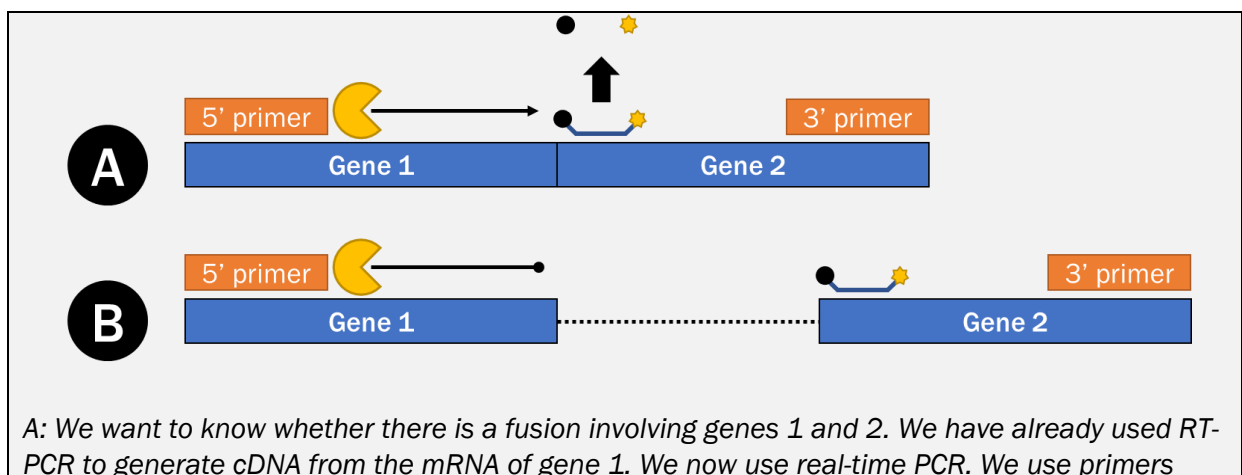 5' primer
3' primer
A
Gene 1
Gene 2
5' primer
3' primer
B
Gene 1
Gene 2
A: We want to know whether there is a fusion involving genes 1 and 2. We have already used RT-
PCR to generate cDNA from the mRNA of gene 1. We now use real-time PCR. We use primers